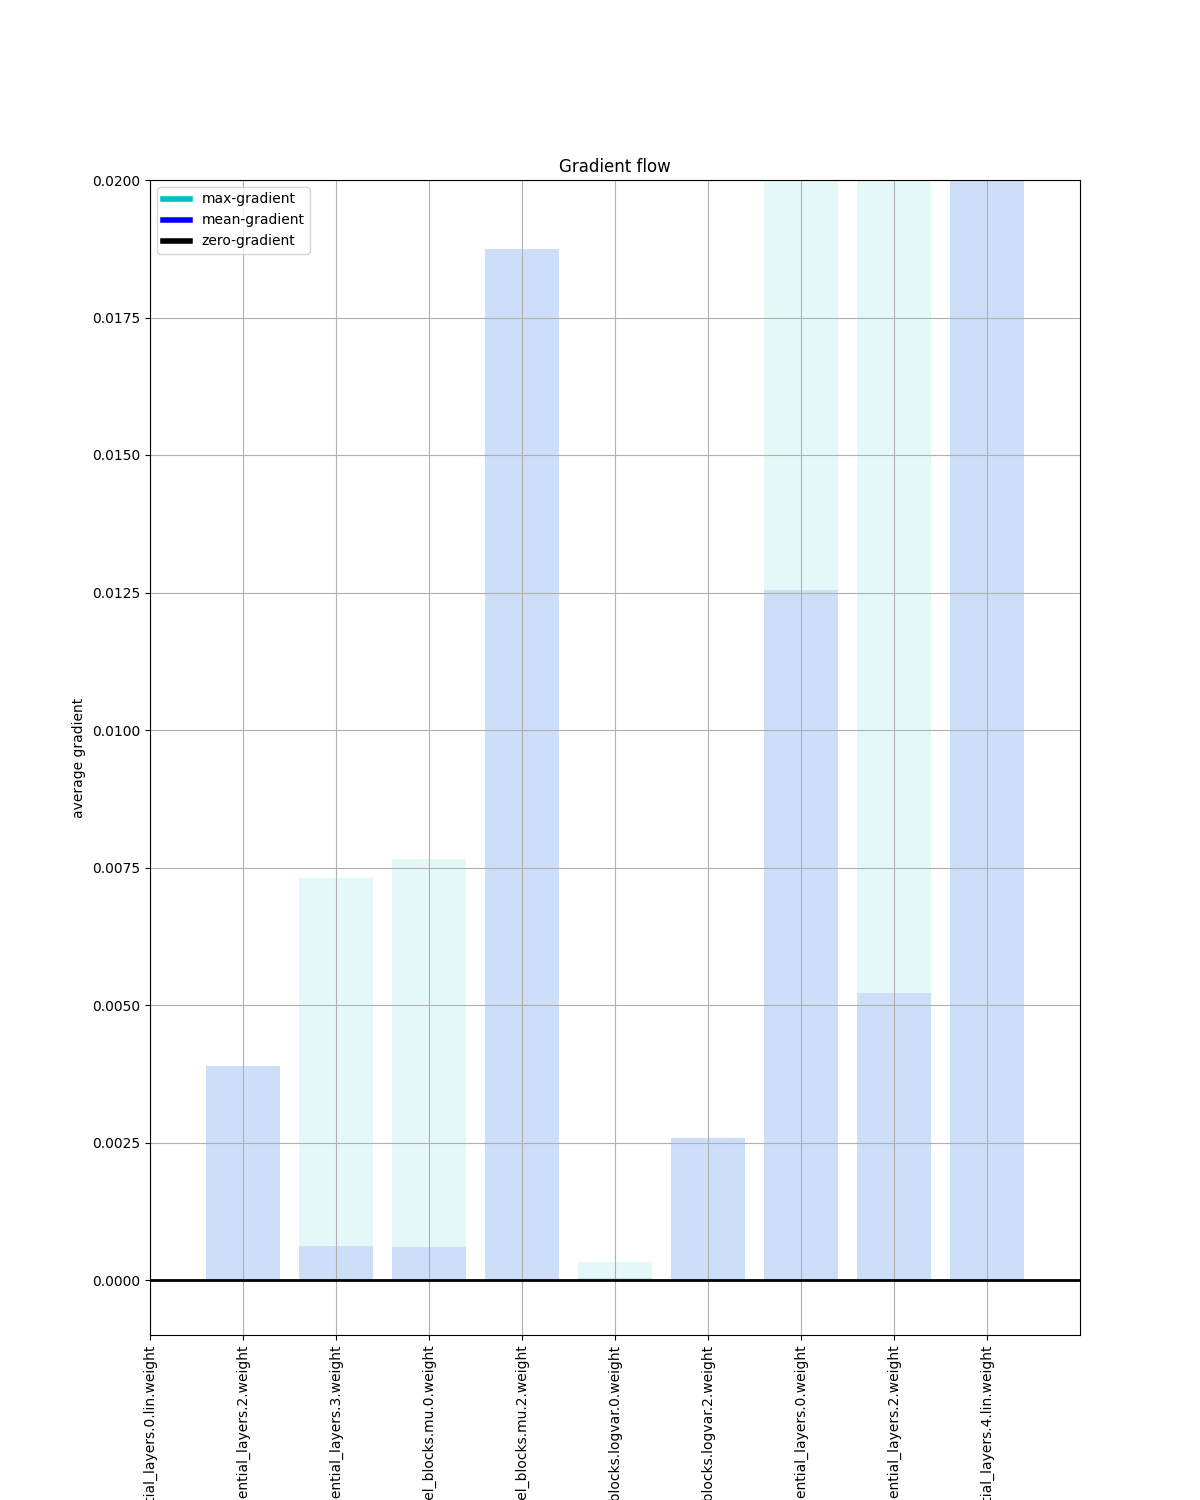 Gradient flow
max-gradient
mean-gradient
zero-gradient
0.0200
0.0175
0.0150
0.0125
0.0100
0.0075
0.0050
0.0025
0.0000
average gradient
tial_layers.0.lin.weight
ential_layers.2.weight
ential_layers.3.weight
el_blocks.mu.0.weight
el_blocks.mu.2.weight
blocks.logvar.0.weight
blocks.logvar.2.weight
ential_layers.0.weight
ential_layers.2.weight
tial_layers.4.lin.weight